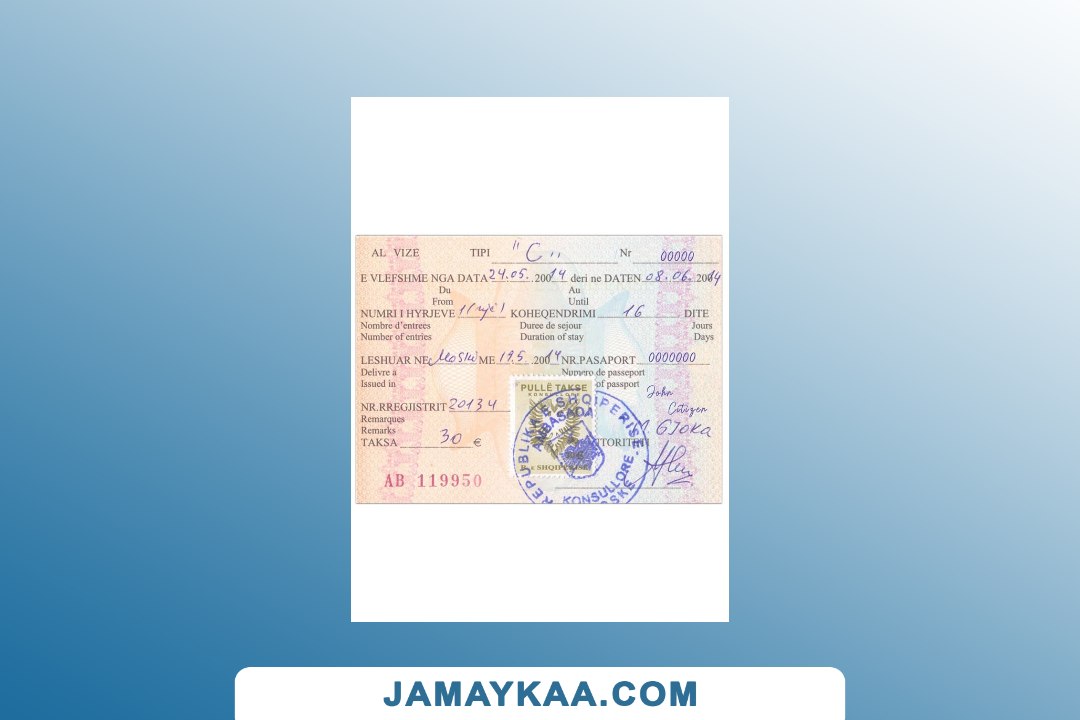 AL VIZE TIPI "C" Nr 00000
E VLEFSHME NGA DATA 24.05. 2014 deri ne DATEN 08.06.2014
Du Au
From Until
NUMRI I HYRJEVE 1 (një) KOHEQENDRIMI 16 DITE
Nombre d'entrees Duree de sejour Jours
Number of entries Duration of stay Days
LESHUAR NE ME 19.5 .2014 NR.PASAPORT 0000000
Delivre a Numero de passeport
Issued in of passport
John
Citizen
NR.RREGJISTRIT 20134
Remarques
Remarks
GJOKA
TAKSA 30 €
AB 119950
PULLË TAKSE
KONSULLORE
R. e SHQIPERISE
REPUBLIKA E SHQIPERISE
AMBASADA
KONSULLORE
JAMAYKAA.COM